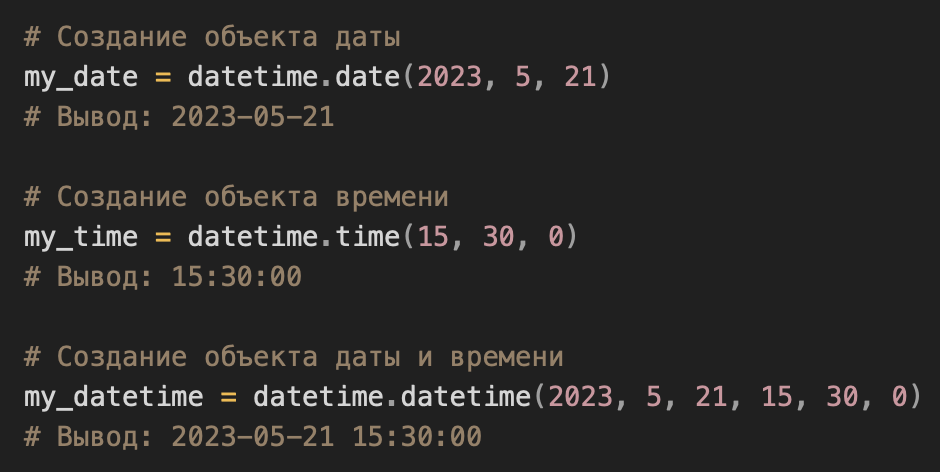 # Создание объекта даты
my_date = datetime.date(2023, 5, 21)
# Вывод: 2023-05-21
# Создание объекта времени
my_time = datetime.time(15, 30, 0)
# Вывод: 15:30:00
# Создание объекта даты и времени
my_datetime = datetime.datetime(2023, 5, 21, 15, 30, 0)
# Вывод: 2023-05-21 15:30:00